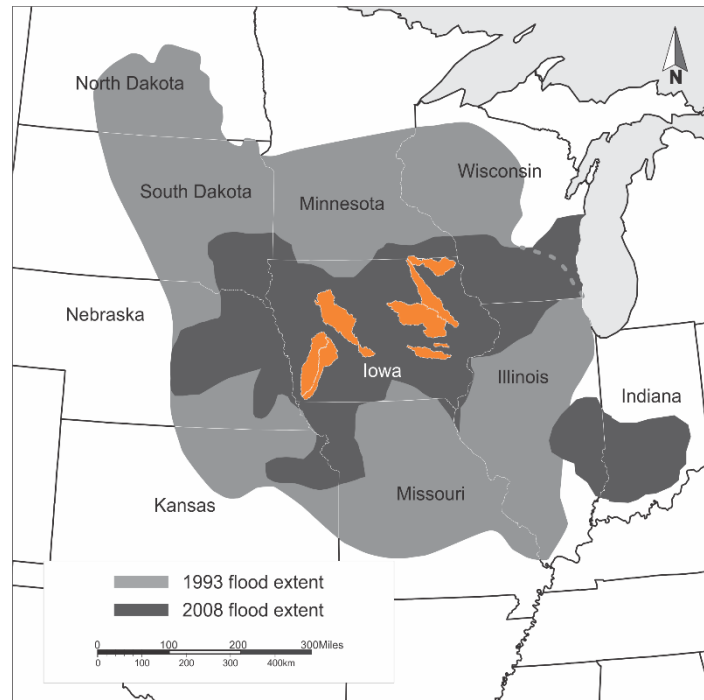 N
North Dakota
Wisconsin
South Dakota
Minnesota
Nebraska
Iowa
Illinois
Indiana
Missouri
Kansas
1993 flood extent
2008 flood extent
0 100 200 300Miles
0 100 200 400km